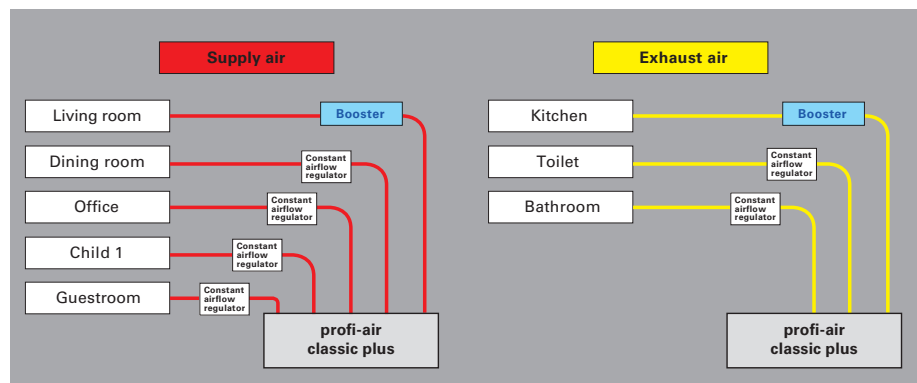 Supply air
Living room
Booster
Dining room
Constant
airflow
regulator
Office
Constant
airflow
regulator
Child 1
Constant
airflow
regulator
Guestroom
Constant
airflow
regulator
profi-air
classic plus
Exhaust air
Kitchen
Booster
Toilet
Constant
airflow
regulator
Bathroom
Constant
airflow
regulator
profi-air
classic plus